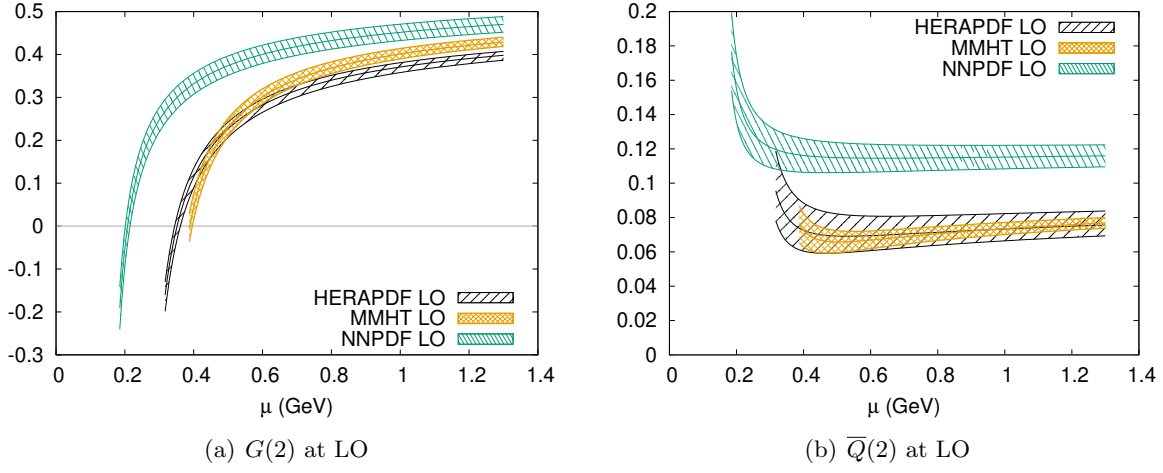 0.5
0.4
0.3
0.2
0.1
0
-0.1
-0.2
-0.3
0 0.2 0.4 0.6 0.8 1 1.2 1.4
μ (GeV)
HERAPDF LO
MMHT LO
NNPDF LO
(a) G(2) at LO
0.2
0.18
0.16
0.14
0.12
0.1
0.08
0.06
0.04
0.02
0
0 0.2 0.4 0.6 0.8 1 1.2 1.4
μ (GeV)
HERAPDF LO
MMHT LO
NNPDF LO
(b) Q̅(2) at LO